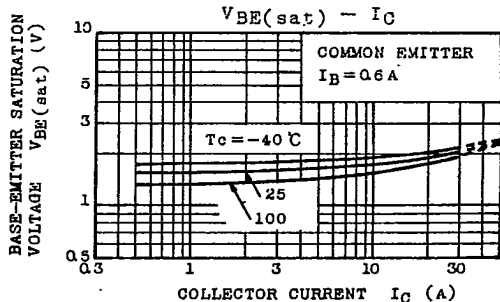 VBE(sat) — IC
BASE-EMITTER SATURATION
VOLTAGE VBE(sat) (V)
10
5
3
1
0.5
COMMON EMITTER
IB=0.6A
Tc=-40℃
25
100
0.3
1
3
10
30
COLLECTOR CURRENT IC (A)